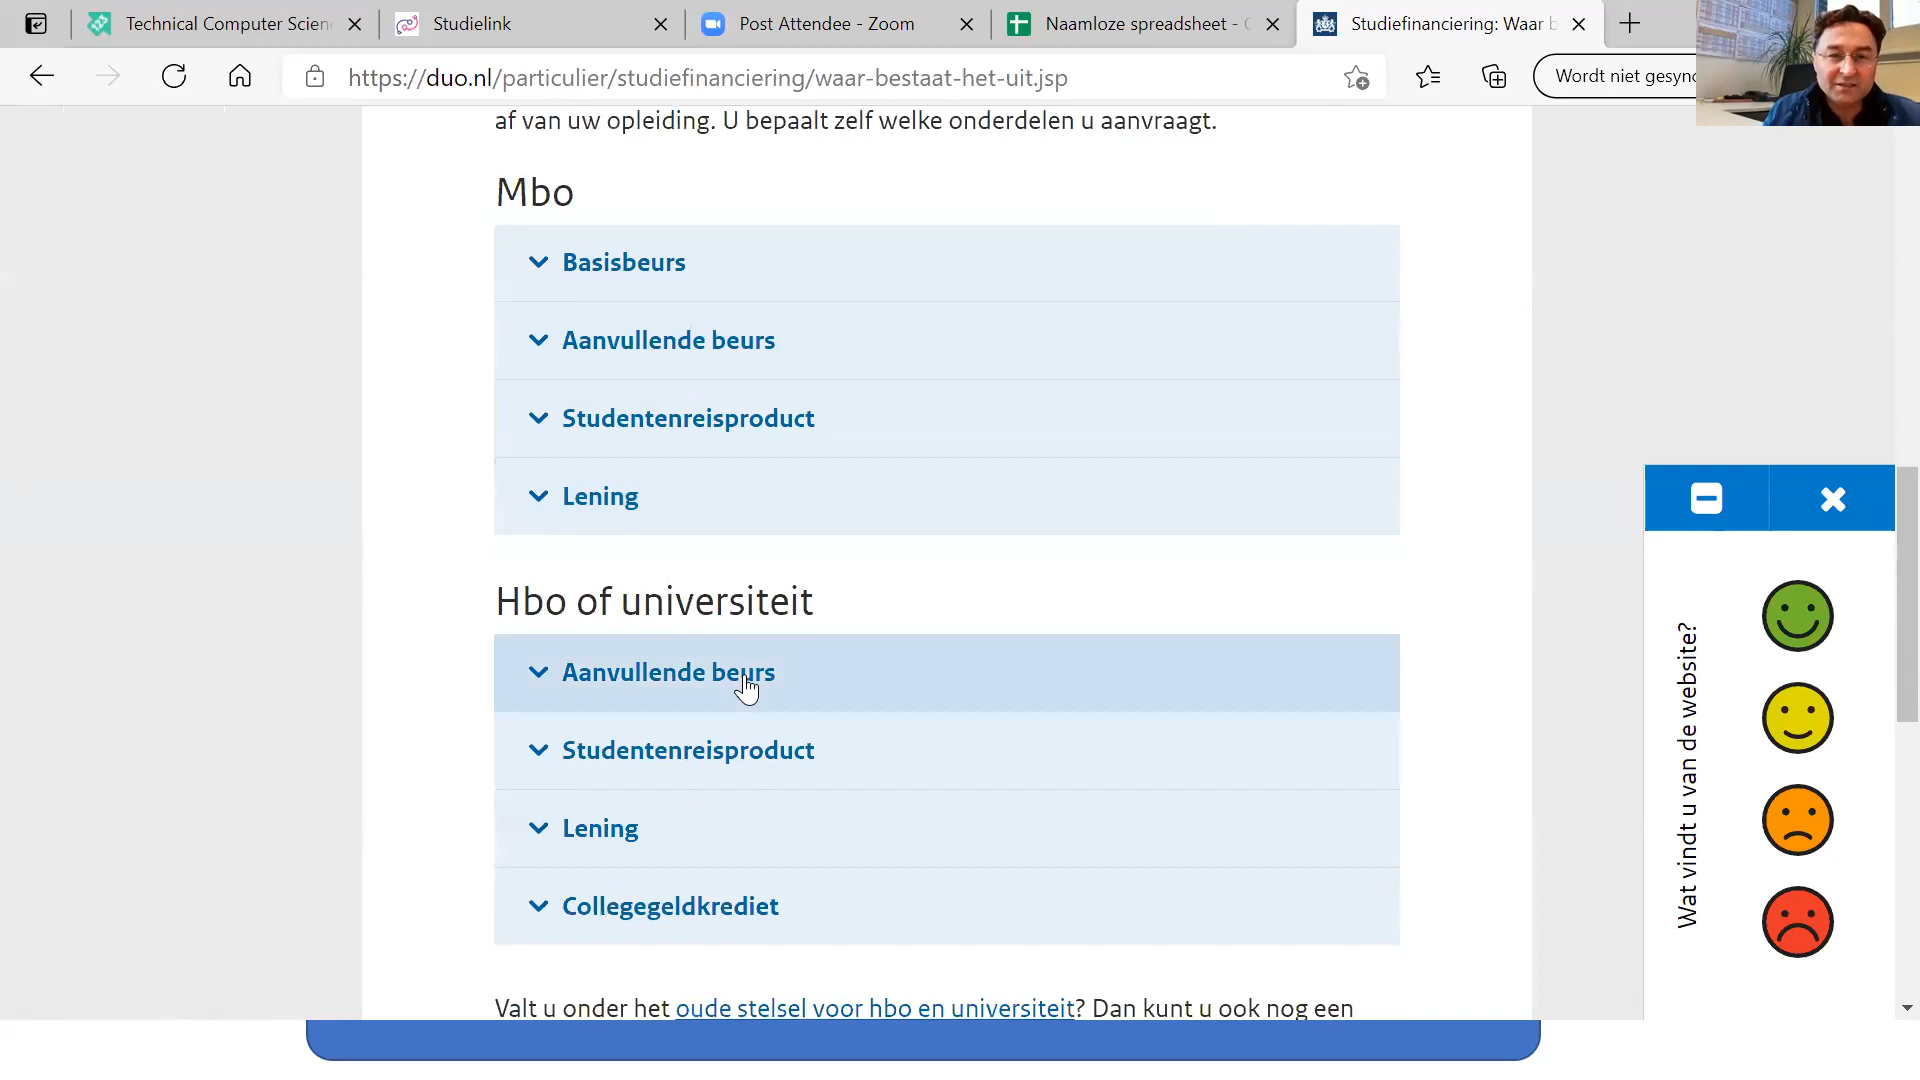 Technical Computer Scien
Studielink
Post Attendee - Zoom
Naamloze spreadsheet -
Studiefinanciering: Waar b
https://duo.nl/particulier/studiefinanciering/waar-bestaat-het-uit.jsp
Wordt niet gesync
af van uw opleiding. U bepaalt zelf welke onderdelen u aanvraagt.
Mbo
Basisbeurs
Aanvullende beurs
Studentenreisproduct
Lening
Hbo of universiteit
Aanvullende beurs
Studentenreisproduct
Lening
Collegegeldkrediet
Valt u onder het oude stelsel voor hbo en universiteit? Dan kunt u ook nog een
Wat vindt u van de website?